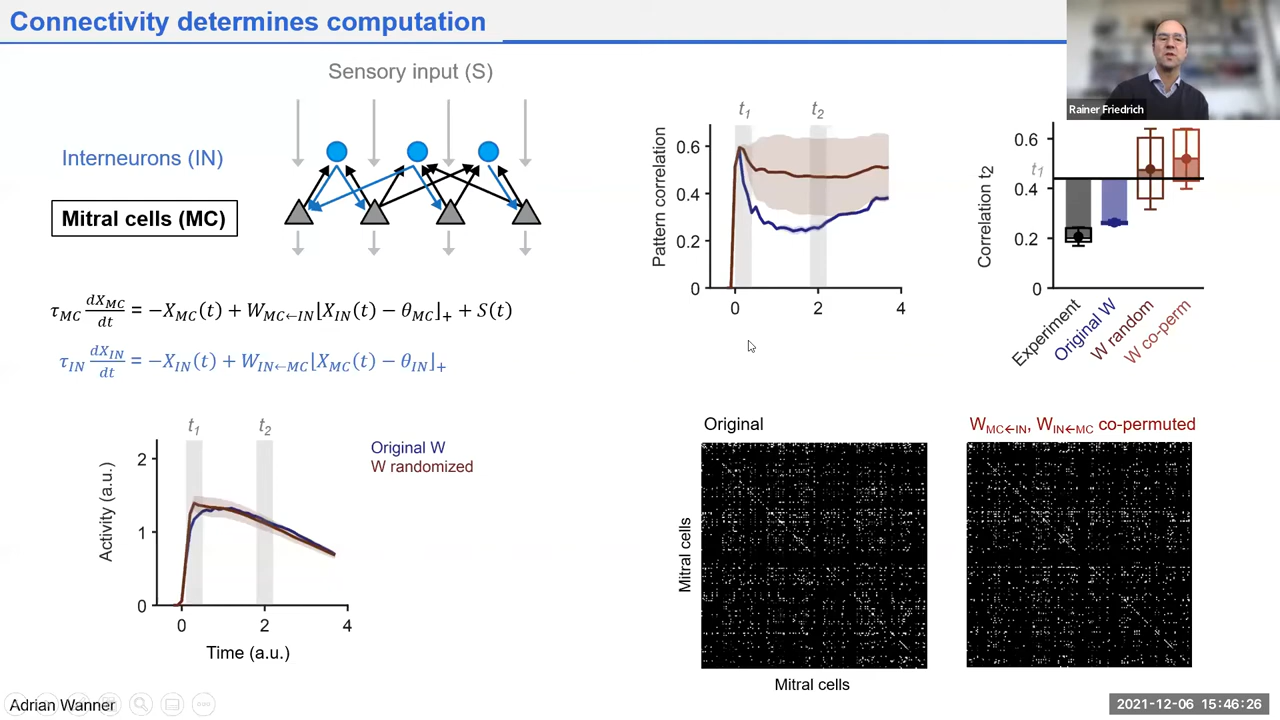 Connectivity determines computation
Rainer Friedrich
Sensory input (S)
Interneurons (IN)
Mitral cells (MC)
τ_MC dX_MC/dt = −X_MC(t) + W_MC←IN⌊X_IN(t) − θ_MC⌋₊ + S(t)
τ_IN dX_IN/dt = −X_IN(t) + W_IN←MC⌊X_MC(t) − θ_IN⌋₊
t₁ t₂
Activity (a.u.)
2
1
0
0 2 4
Time (a.u.)
Original W
W randomized
t₁ t₂
Pattern correlation
0.6
0.4
0.2
0
0 2 4
Correlation t₂
0.6
t₁
0.4
0.2
0
Experiment
Original W
W random
W co-perm
Original
Mitral cells
Mitral cells
W_MC←IN, W_IN←MC co-permuted
Adrian Wanner
2021-12-06 15:46:26